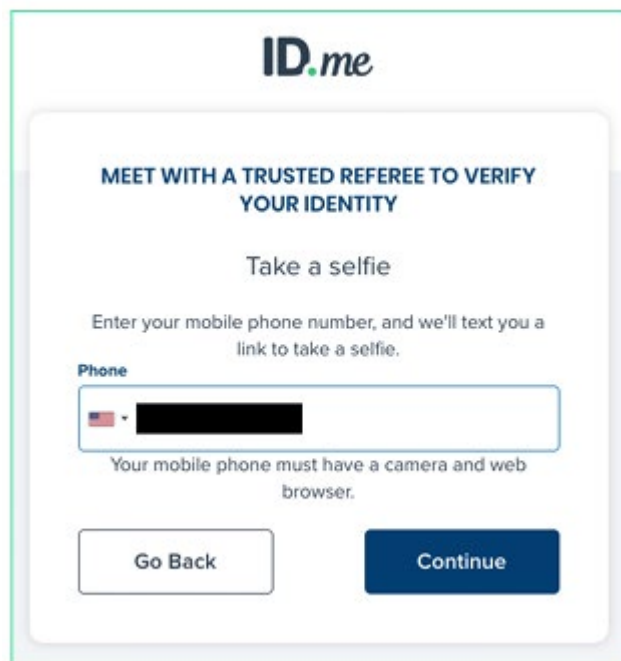 ID.me
MEET WITH A TRUSTED REFEREE TO VERIFY
YOUR IDENTITY
Take a selfie
Enter your mobile phone number, and we'll text you a
link to take a selfie.
Phone
Your mobile phone must have a camera and web
browser.
Go Back
Continue